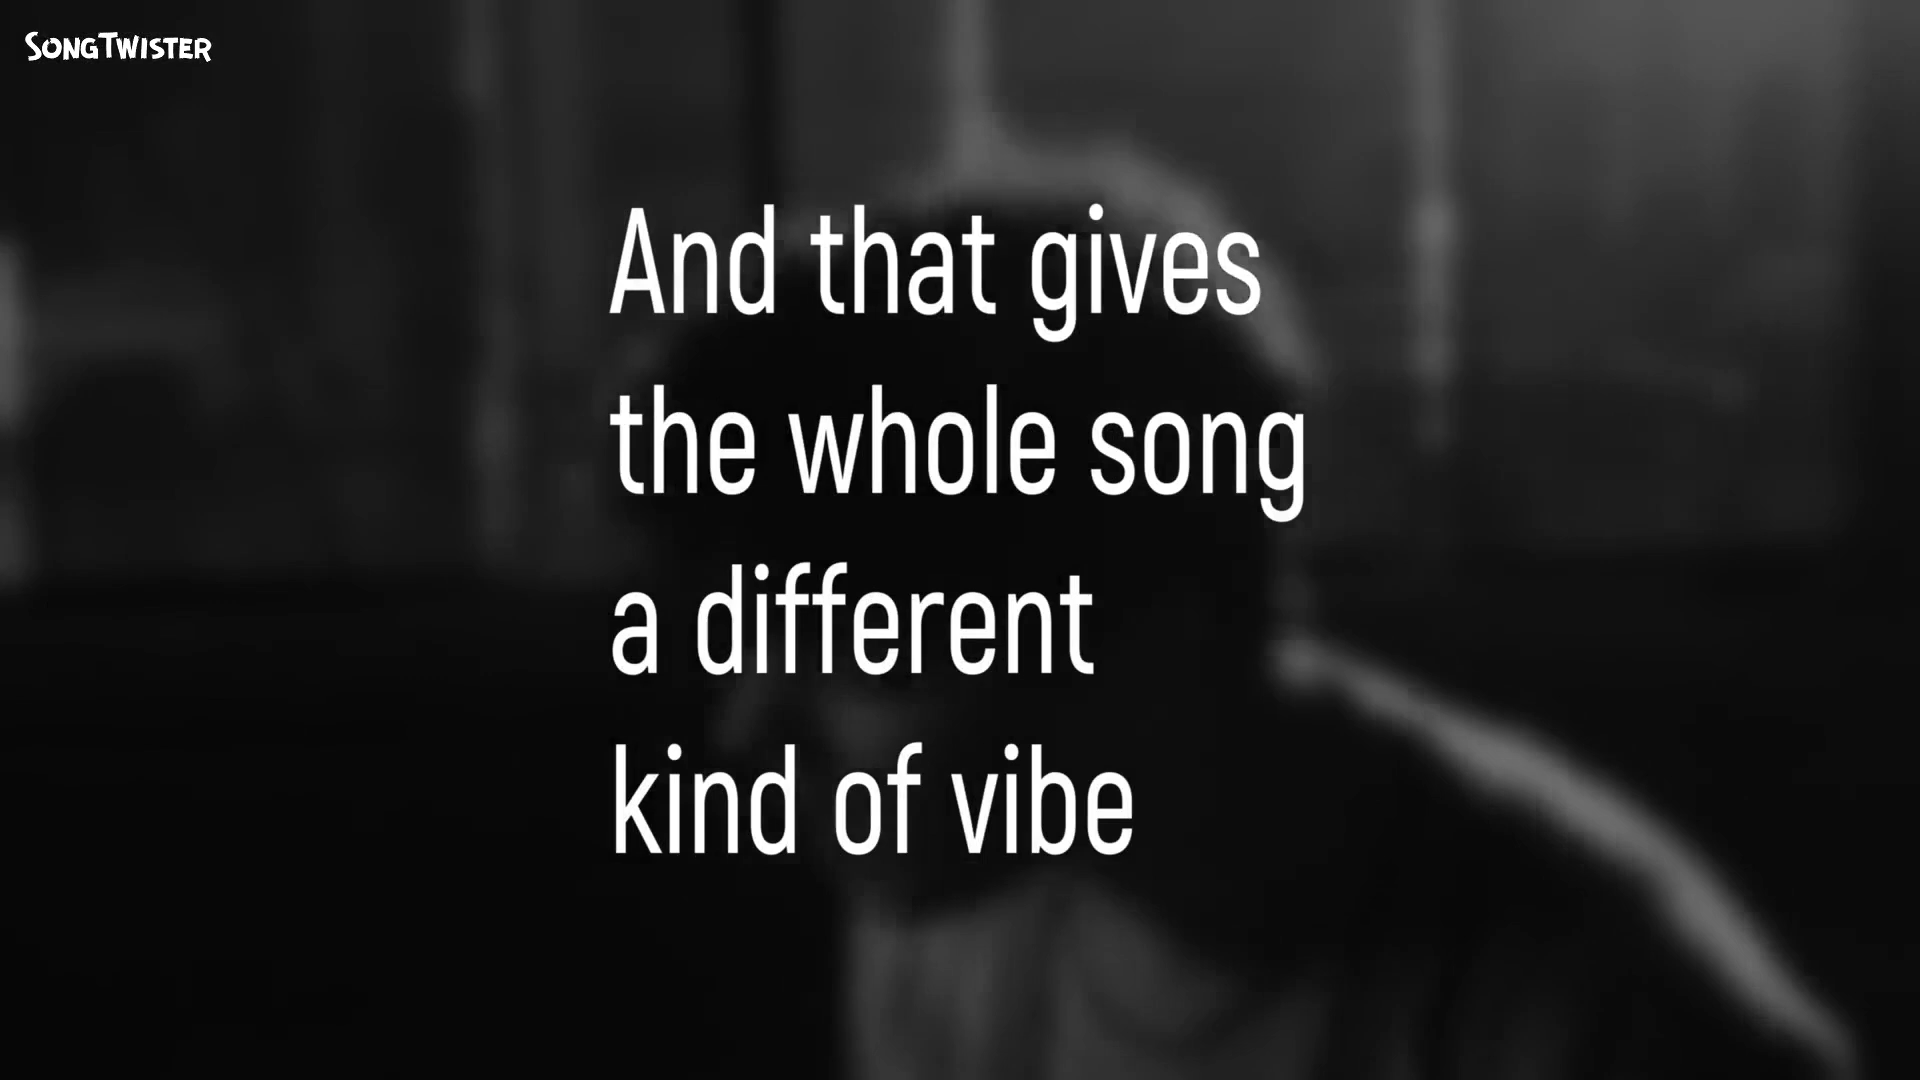 SongTwister
And that gives
the whole song
a different
kind of vibe